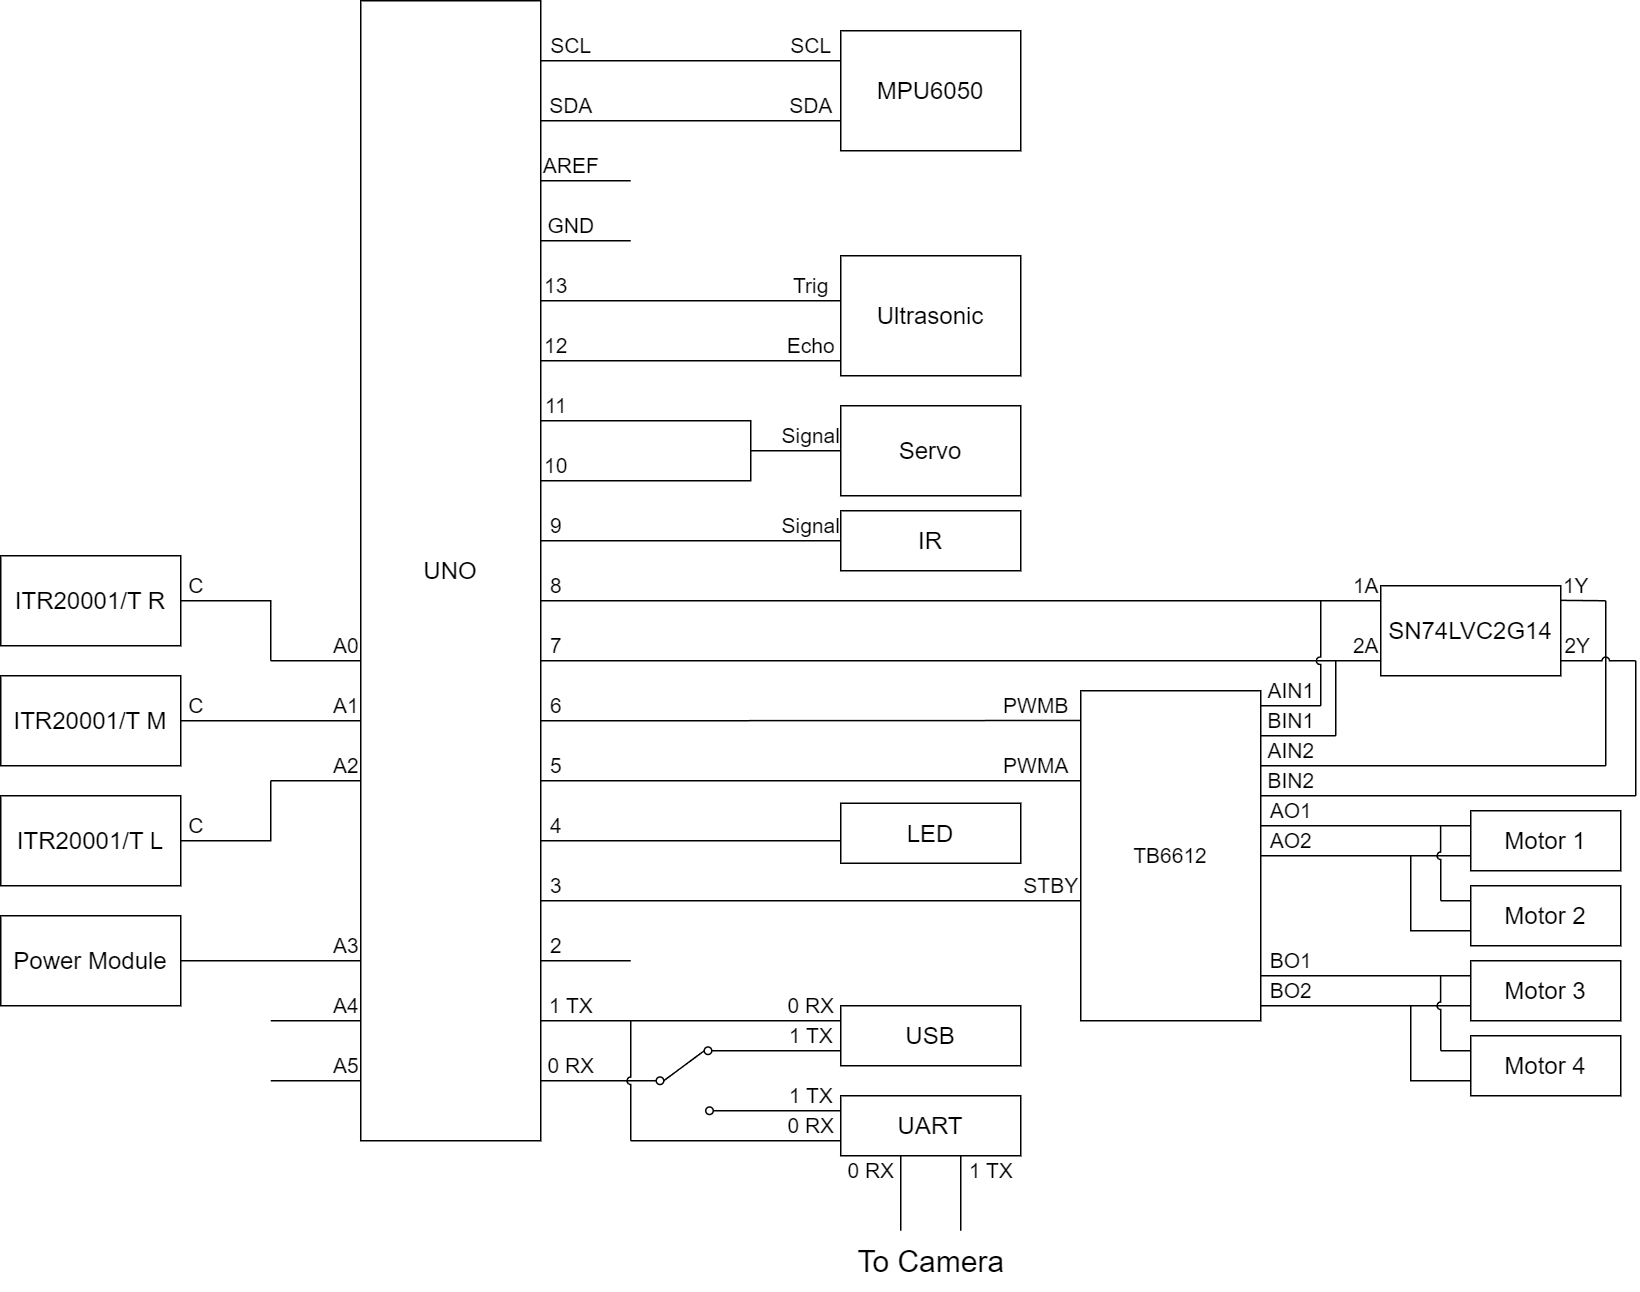 SCL
SCL
MPU6050
SDA
SDA
AREF
GND
13
Trig
Ultrasonic
12
Echo
11
Signal
Servo
10
9
Signal
IR
UNO
8
1A
1Y
SN74LVC2G14
7
2A
2Y
ITR20001/T R
C
A0
ITR20001/T M
C
A1
6
PWMB
AIN1
BIN1
AIN2
BIN2
A2
5
PWMA
ITR20001/T L
C
4
LED
AO1
AO2
Motor 1
TB6612
3
STBY
Motor 2
Power Module
A3
2
BO1
BO2
Motor 3
A4
1 TX
0 RX
1 TX
USB
A5
0 RX
Motor 4
1 TX
0 RX
UART
0 RX
1 TX
To Camera